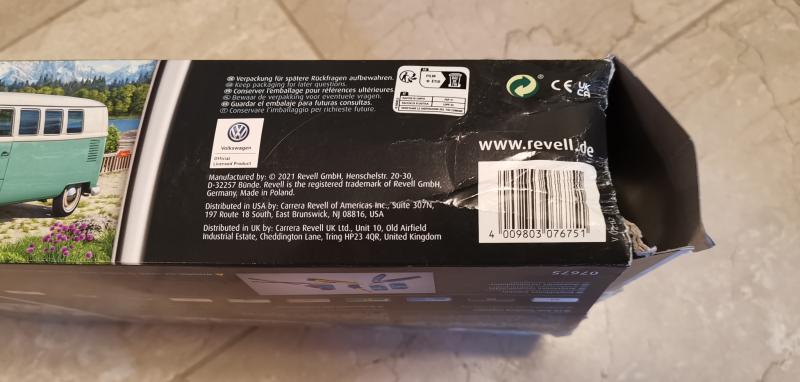 Verpackung für spätere Rückfragen aufbewahren.
Keep packaging for later questions.
Conserver l'emballage pour références ultérieures.
Bewaar de verpakking voor eventuele vragen.
Guardar el embalaje para futuras consultas.
Conservare l'imballaggio per richieste future.
FILM
+ ETUI
CE
Volkswagen
Official
Licensed Product
www.revell.de
Manufactured by: © 2021 Revell GmbH, Henschelstr. 20-30,
D-32257 Bünde. Revell is the registered trademark of Revell GmbH,
Germany. Made in Poland.
Distributed in USA by: Carrera Revell of Americas Inc., Suite 307N,
197 Route 18 South, East Brunswick, NJ 08816, USA
Distributed in UK by: Carrera Revell UK Ltd., Unit 10, Old Airfield
Industrial Estate, Cheddington Lane, Tring HP23 4QR, United Kingdom
4 009803 076751
07675